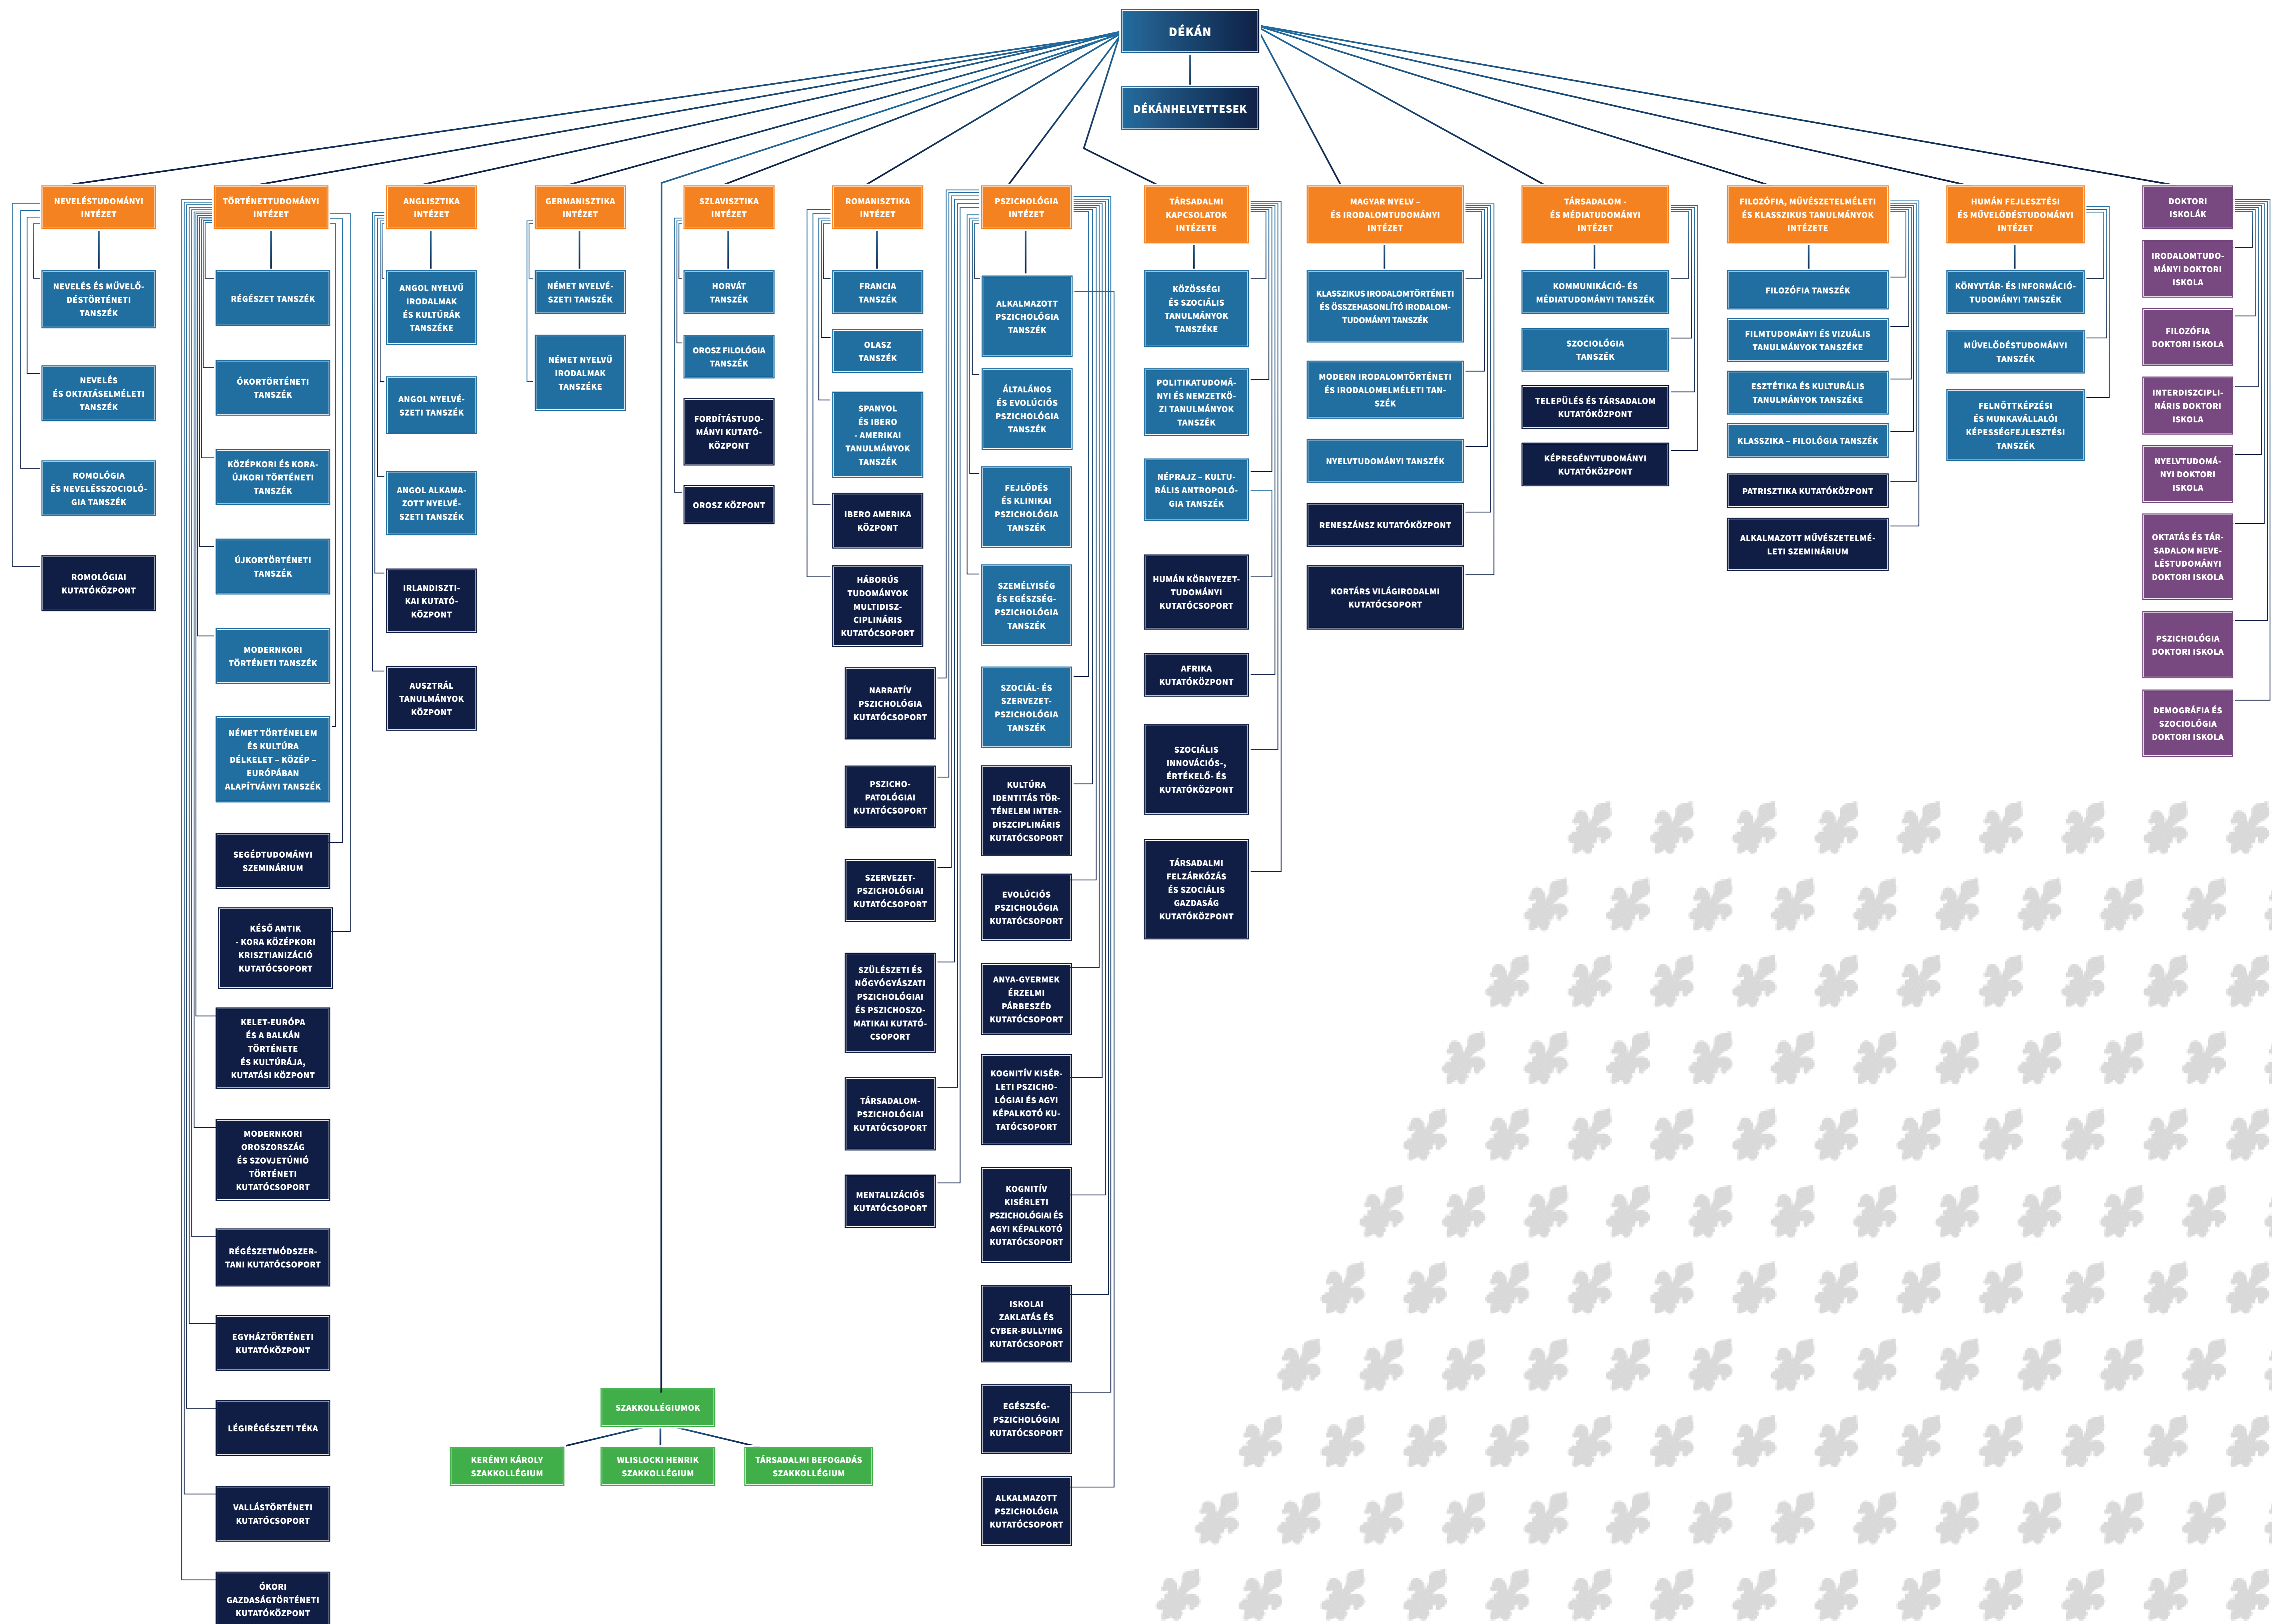 DÉKÁN
DÉKÁNHELYETTESEK
NEVELÉSTUDOMÁNYI
INTÉZET
NEVELÉS ÉS MŰVELŐ-
DÉSTÖRTÉNETI
TANSZÉK
NEVELÉS
ÉS OKTATÁSELMÉLETI
TANSZÉK
ROMOLÓGIA
ÉS NEVELÉSSZOCIOLÓ-
GIA TANSZÉK
ROMOLÓGIAI
KUTATÓKÖZPONT
TÖRTÉNETTUDOMÁNYI
INTÉZET
RÉGÉSZET TANSZÉK
ÓKORTÖRTÉNETI
TANSZÉK
KÖZÉPKORI ÉS KORA-
ÚJKORI TÖRTÉNETI
TANSZÉK
ÚJKORTÖRTÉNETI
TANSZÉK
MODERNKORI
TÖRTÉNETI TANSZÉK
NÉMET TÖRTÉNELEM
ÉS KULTÚRA
DÉLKELET – KÖZÉP –
EURÓPÁBAN
ALAPÍTVÁNYI TANSZÉK
SEGÉDTUDOMÁNYI
SZEMINÁRIUM
KÉSŐ ANTIK
- KORA KÖZÉPKORI
KRISZTIANIZÁCIÓ
KUTATÓCSOPORT
KELET-EURÓPA
ÉS A BALKÁN
TÖRTÉNETE
ÉS KULTÚRÁJA,
KUTATÁSI KÖZPONT
MODERNKORI
OROSZORSZÁG
ÉS SZOVJETÚNIÓ
TÖRTÉNETI
KUTATÓCSOPORT
RÉGÉSZETMÓDSZER-
TANI KUTATÓCSOPORT
EGYHÁZTÖRTÉNETI
KUTATÓKÖZPONT
LÉGIRÉGÉSZETI TÉKA
VALLÁSTÖRTÉNETI
KUTATÓCSOPORT
ÓKORI
GAZDASÁGTÖRTÉNETI
KUTATÓKÖZPONT
ANGLISZTIKA
INTÉZET
ANGOL NYELVŰ
IRODALMAK
ÉS KULTÚRÁK
TANSZÉKE
ANGOL NYELVÉ-
SZETI TANSZÉK
ANGOL ALKAMA-
ZOTT NYELVÉ-
SZETI TANSZÉK
IRLANDISZTI-
KAI KUTATÓ-
KÖZPONT
AUSZTRÁL
TANULMÁNYOK
KÖZPONT
GERMANISZTIKA
INTÉZET
NÉMET NYELVÉ-
SZETI TANSZÉK
NÉMET NYELVŰ
IRODALMAK
TANSZÉKE
SZLAVISZTIKA
INTÉZET
HORVÁT
TANSZÉK
OROSZ FILOLÓGIA
TANSZÉK
FORDÍTÁSTUDO-
MÁNYI KUTATÓ-
KÖZPONT
OROSZ KÖZPONT
ROMANISZTIKA
INTÉZET
FRANCIA
TANSZÉK
OLASZ
TANSZÉK
SPANYOL
ÉS IBERO
- AMERIKAI
TANULMÁNYOK
TANSZÉK
IBERO AMERIKA
KÖZPONT
HÁBORÚS
TUDOMÁNYOK
MULTIDISZ-
CIPLINÁRIS
KUTATÓCSOPORT
NARRATÍV
PSZICHOLÓGIA
KUTATÓCSOPORT
PSZICHO-
PATOLÓGIAI
KUTATÓCSOPORT
SZERVEZET-
PSZICHOLÓGIAI
KUTATÓCSOPORT
SZÜLÉSZETI ÉS
NŐGYÓGYÁSZATI
PSZICHOLÓGIAI
ÉS PSZICHOSZO-
MATIKAI KUTATÓ-
CSOPORT
TÁRSADALOM-
PSZICHOLÓGIAI
KUTATÓCSOPORT
MENTALIZÁCIÓS
KUTATÓCSOPORT
PSZICHOLÓGIA
INTÉZET
ALKALMAZOTT
PSZICHOLÓGIA
TANSZÉK
ÁLTALÁNOS
ÉS EVOLÚCIÓS
PSZICHOLÓGIA
TANSZÉK
FEJLŐDÉS
ÉS KLINIKAI
PSZICHOLÓGIA
TANSZÉK
SZEMÉLYISÉG
ÉS EGÉSZSÉG-
PSZICHOLÓGIA
TANSZÉK
SZOCIÁL- ÉS
SZERVEZET-
PSZICHOLÓGIA
TANSZÉK
KULTÚRA
IDENTITÁS TÖR-
TÉNELEM INTER-
DISZCIPLINÁRIS
KUTATÓCSOPORT
EVOLÚCIÓS
PSZICHOLÓGIA
KUTATÓCSOPORT
ANYA-GYERMEK
ÉRZELMI
PÁRBESZÉD
KUTATÓCSOPORT
KOGNITÍV KISÉR-
LETI PSZICHO-
LÓGIAI ÉS AGYI
KÉPALKOTÓ KU-
TATÓCSOPORT
KOGNITÍV
KISÉRLETI
PSZICHOLÓGIAI ÉS
AGYI KÉPALKOTÓ
KUTATÓCSOPORT
ISKOLAI
ZAKLATÁS ÉS
CYBER-BULLYING
KUTATÓCSOPORT
EGÉSZSÉG-
PSZICHOLÓGIAI
KUTATÓCSOPORT
ALKALMAZOTT
PSZICHOLÓGIA
KUTATÓCSOPORT
TÁRSADALMI
KAPCSOLATOK
INTÉZETE
KÖZÖSSÉGI
ÉS SZOCIÁLIS
TANULMÁNYOK
TANSZÉKE
POLITIKATUDOMÁ-
NYI ÉS NEMZETKÖ-
ZI TANULMÁNYOK
TANSZÉK
NÉPRAJZ – KULTU-
RÁLIS ANTROPOLÓ-
GIA TANSZÉK
HUMÁN KÖRNYEZET-
TUDOMÁNYI
KUTATÓCSOPORT
AFRIKA
KUTATÓKÖZPONT
SZOCIÁLIS
INNOVÁCIÓS-,
ÉRTÉKELŐ- ÉS
KUTATÓKÖZPONT
TÁRSADALMI
FELZÁRKÓZÁS
ÉS SZOCIÁLIS
GAZDASÁG
KUTATÓKÖZPONT
MAGYAR NYELV –
ÉS IRODALOMTUDOMÁNYI
INTÉZET
KLASSZIKUS IRODALOMTÖRTÉNETI
ÉS ÖSSZEHASONLÍTÓ IRODALOM-
TUDOMÁNYI TANSZÉK
MODERN IRODALOMTÖRTÉNETI
ÉS IRODALOMELMÉLETI TAN-
SZÉK
NYELVTUDOMÁNYI TANSZÉK
RENESZÁNSZ KUTATÓKÖZPONT
KORTÁRS VILÁGIRODALMI
KUTATÓCSOPORT
TÁRSADALOM -
ÉS MÉDIATUDOMÁNYI
INTÉZET
KOMMUNIKÁCIÓ- ÉS
MÉDIATUDOMÁNYI TANSZÉK
SZOCIOLÓGIA
TANSZÉK
TELEPÜLÉS ÉS TÁRSADALOM
KUTATÓKÖZPONT
KÉPREGÉNYTUDOMÁNYI
KUTATÓKÖZPONT
FILOZÓFIA, MŰVÉSZETELMÉLETI
ÉS KLASSZIKUS TANULMÁNYOK
INTÉZETE
FILOZÓFIA TANSZÉK
FILMTUDOMÁNYI ÉS VIZUÁLIS
TANULMÁNYOK TANSZÉKE
ESZTÉTIKA ÉS KULTURÁLIS
TANULMÁNYOK TANSZÉKE
KLASSZIKA – FILOLÓGIA TANSZÉK
PATRISZTIKA KUTATÓKÖZPONT
ALKALMAZOTT MŰVÉSZETELMÉ-
LETI SZEMINÁRIUM
HUMÁN FEJLESZTÉSI
ÉS MŰVELŐDÉSTUDOMÁNYI
INTÉZET
KÖNYVTÁR- ÉS INFORMÁCIÓ-
TUDOMÁNYI TANSZÉK
MŰVELŐDÉSTUDOMÁNYI
TANSZÉK
FELNŐTTKÉPZÉSI
ÉS MUNKAVÁLLALÓI
KÉPESSÉGFEJLESZTÉSI
TANSZÉK
DOKTORI
ISKOLÁK
IRODALOMTUDO-
MÁNYI DOKTORI
ISKOLA
FILOZÓFIA
DOKTORI ISKOLA
INTERDISZCIPLI-
NÁRIS DOKTORI
ISKOLA
NYELVTUDOMÁ-
NYI DOKTORI
ISKOLA
OKTATÁS ÉS TÁR-
SADALOM NEVE-
LÉSTUDOMÁNYI
DOKTORI ISKOLA
PSZICHOLÓGIA
DOKTORI ISKOLA
DEMOGRÁFIA ÉS
SZOCIOLÓGIA
DOKTORI ISKOLA
SZAKKOLLÉGIUMOK
KERÉNYI KÁROLY
SZAKKOLLÉGIUM
WLISLOCKI HENRIK
SZAKKOLLÉGIUM
TÁRSADALMI BEFOGADÁS
SZAKKOLLÉGIUM